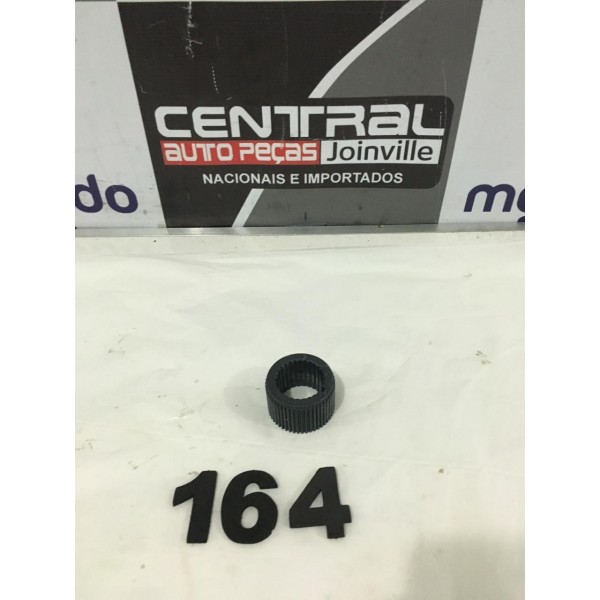 CENTRAL
AUTO PEÇAS Joinville
NACIONAIS E IMPORTADOS
do
164